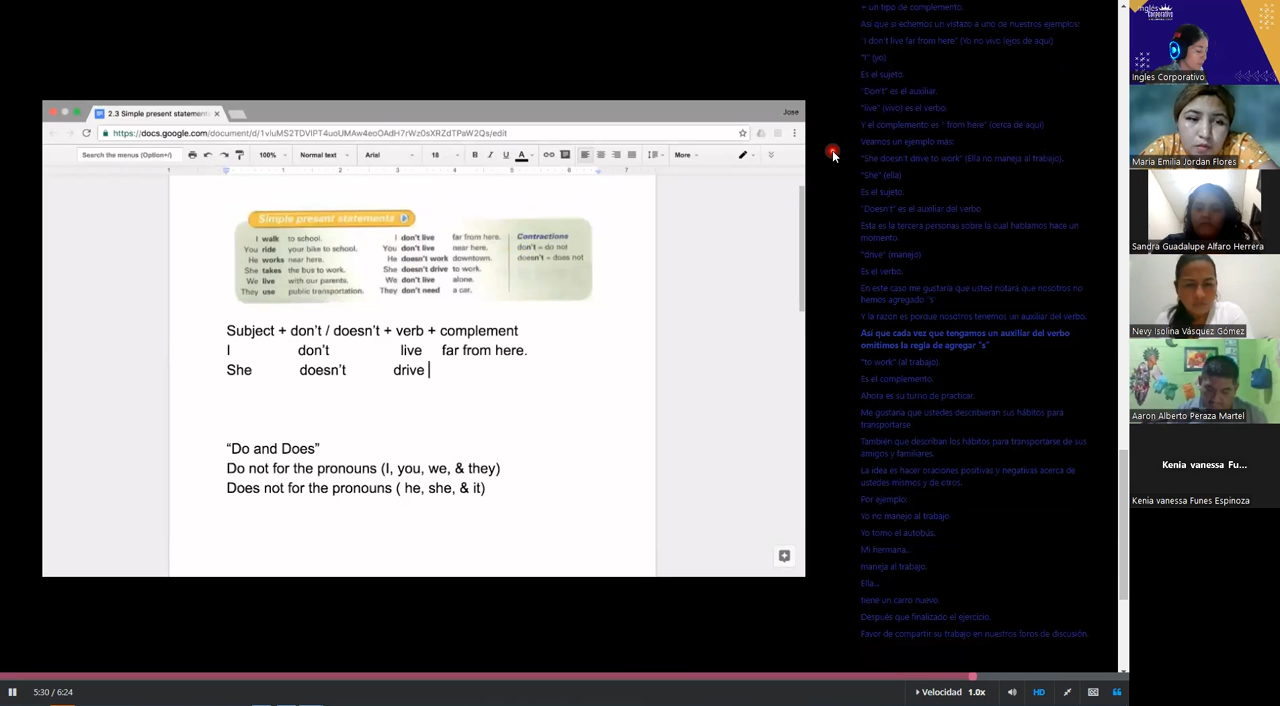 2.3 Simple present statement
Jose
https://docs.google.com/document/d/1vluMS2TDVIPT4uoUMAw4eoOAdH7rWz0sXRZdTPaW2Qs/edit
Search the menus (Option+/)
100%
Normal text
Arial
18
More
Simple present statements
I walk to school.
You ride your bike to school.
He works near here.
She takes the bus to work.
We live with our parents.
They use public transportation.
I don't live far from here.
You don't live near here.
He doesn't work downtown.
She doesn't drive to work.
We don't live alone.
They don't need a car.
Contractions
don't = do not
doesn't = does not
Subject + don't / doesn't + verb + complement
I don't live far from here.
She doesn't drive
“Do and Does”
Do not for the pronouns (I, you, we, & they)
Does not for the pronouns ( he, she, & it)
+ un tipo de complemento.
Así que si echemos un vistazo a uno de nuestros ejemplos:
"I don't live far from here" (Yo no vivo lejos de aquí)
"I" (yo)
Es el sujeto.
"Don't" es el auxiliar.
"live" (vivo) es el verbo.
Y el complemento es " from here" (cerca de aquí)
Veamos un ejemplo más:
"She doesn't drive to work" (Ella no maneja al trabajo).
"She" (ella)
Es el sujeto.
"Doesn't" es el auxiliar del verbo
Esta es la tercera personas sobre la cual hablamos hace un
momento.
"drive" (manejo)
Es el verbo.
En este caso me gustaría que usted notará que nosotros no
hemos agregado "s"
Y la razón es porque nosotros tenemos un auxiliar del verbo.
Así que cada vez que tengamos un auxiliar del verbo
omitimos la regla de agregar "s"
"to work" (al trabajo).
Es el complemento.
Ahora es su turno de practicar.
Me gustaría que ustedes describieran sus hábitos para
transportarse
También que describan los hábitos para transportarse de sus
amigos y familiares.
La idea es hacer oraciones positivas y negativas acerca de
ustedes mismos y de otros.
Por ejemplo:
Yo no manejo al trabajo.
Yo tomo el autobús.
Mi hermana...
maneja al trabajo.
Ella...
tiene un carro nuevo.
Después que finalizado el ejercicio.
Favor de compartir su trabajo en nuestros foros de discusión.
5:30 / 6:24
Velocidad 1.0x
HD
Inglés
Corporativo
Ingles Corporativo
Maria Emilia Jordan Flores
Sandra Guadalupe Alfaro Herrera
Nevy Isolina Vásquez Gómez
Aaron Alberto Peraza Martel
Kenia vanessa Fu...
Kenia vanessa Funes Espinoza